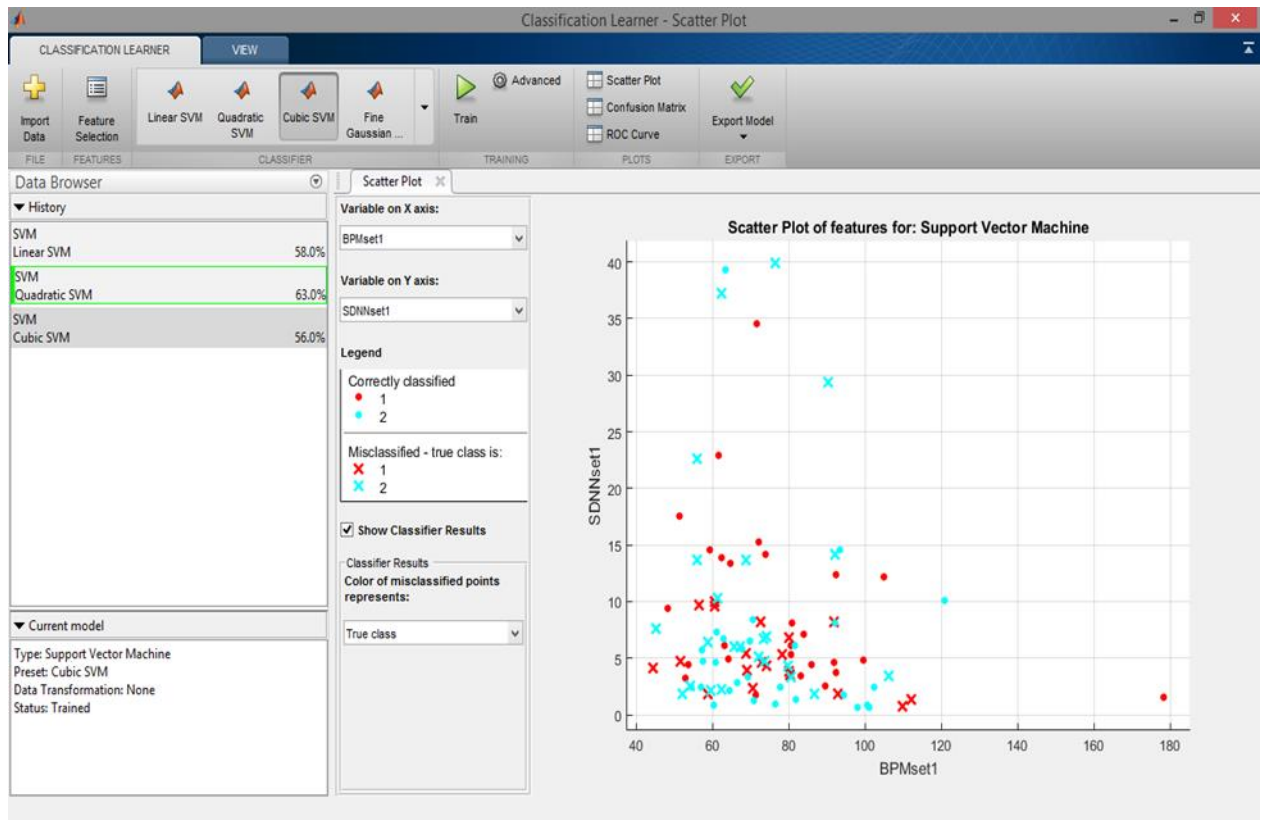 Classification Learner - Scatter Plot
CLASSIFICATION LEARNER
VIEW
Import Data
Feature Selection
Linear SVM
Quadratic SVM
Cubic SVM
Fine Gaussian ...
Train
Advanced
Scatter Plot
Confusion Matrix
ROC Curve
Export Model
FILE
FEATURES
CLASSIFIER
TRAINING
PLOTS
EXPORT
Data Browser
History
SVM
Linear SVM 58.0%
SVM
Quadratic SVM 63.0%
SVM
Cubic SVM 56.0%
Current model
Type: Support Vector Machine
Preset: Cubic SVM
Data Transformation: None
Status: Trained
Scatter Plot
Variable on X axis:
BPMset1
Variable on Y axis:
SDNNset1
Legend
Correctly classified
1
2
Misclassified - true class is:
1
2
Show Classifier Results
Classifier Results
Color of misclassified points
represents:
True class
Scatter Plot of features for: Support Vector Machine
40
35
30
25
20
15
10
5
0
SDNNset1
40 60 80 100 120 140 160 180
BPMset1